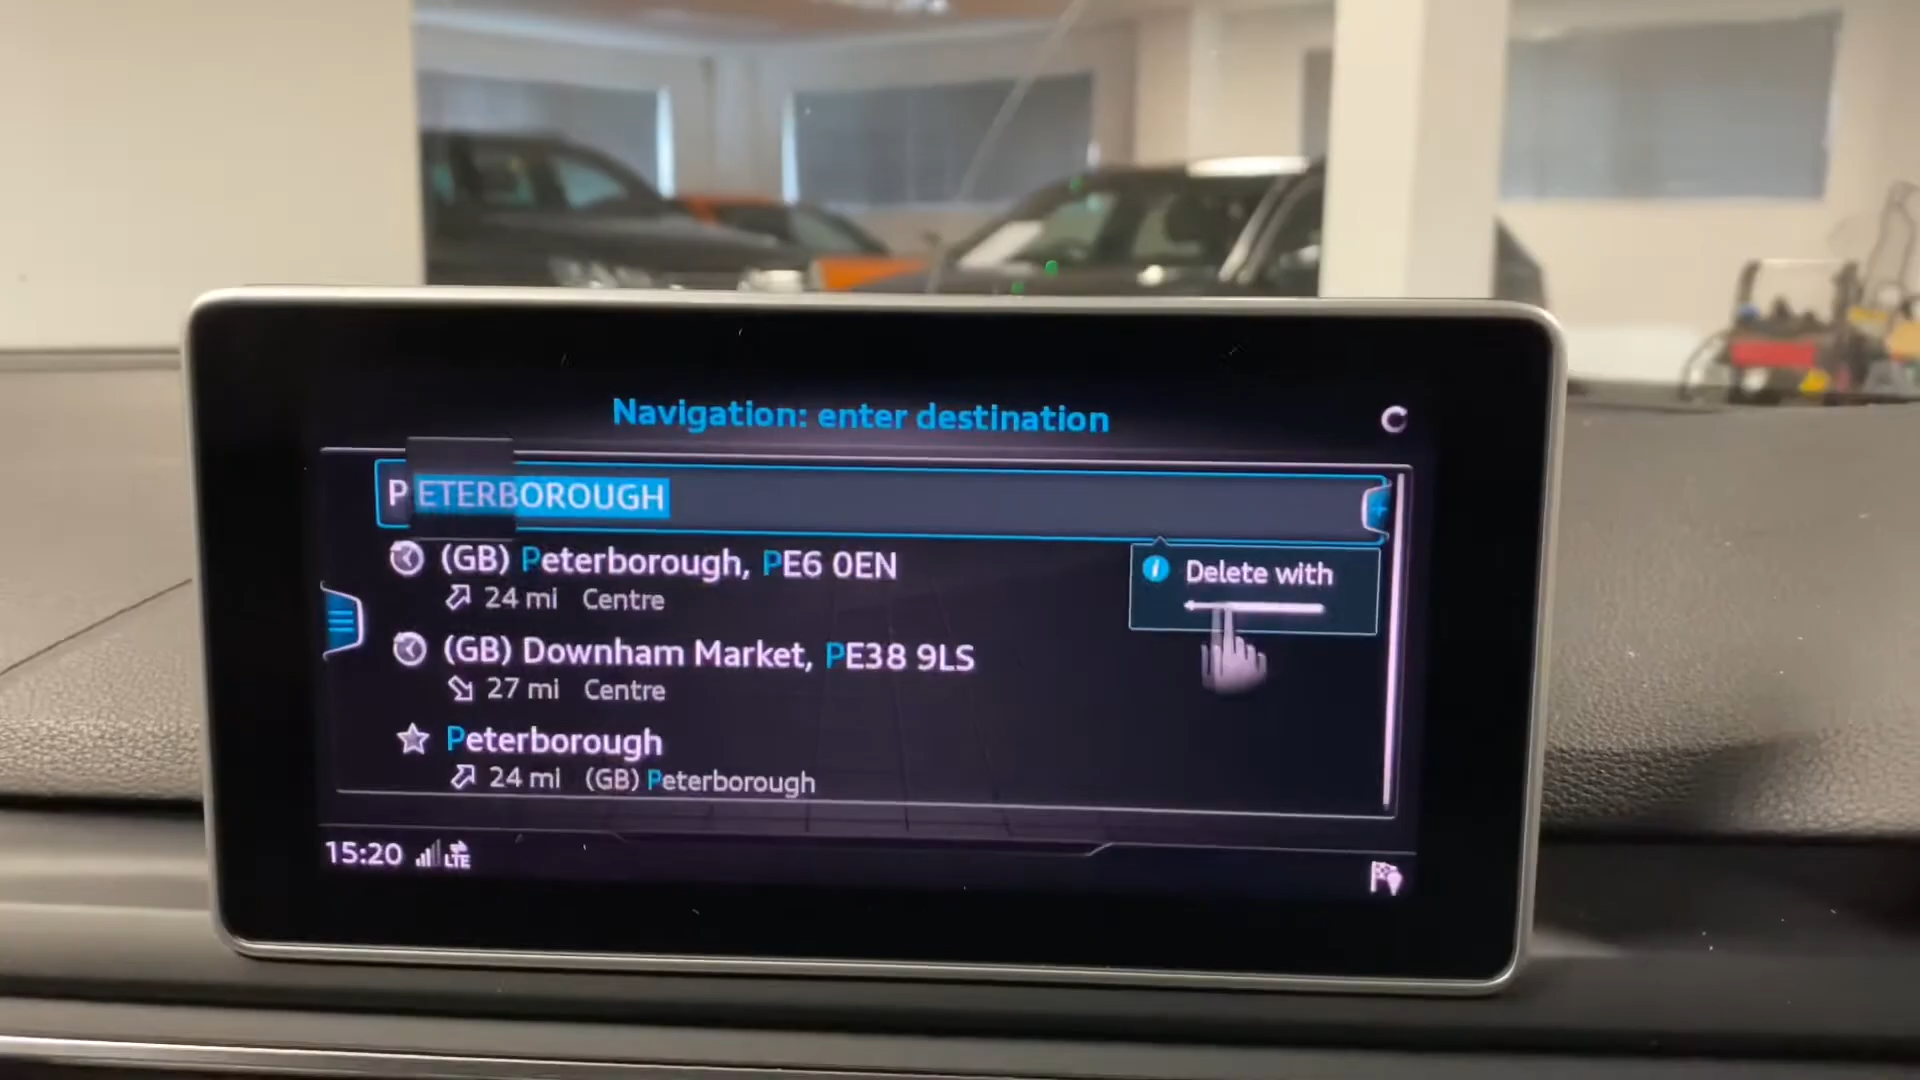 Navigation: enter destination
PETERBOROUGH
(GB) Peterborough, PE6 0EN
24 mi Centre
Delete with
(GB) Downham Market, PE38 9LS
27 mi Centre
Peterborough
24 mi (GB) Peterborough
15:20 LTE